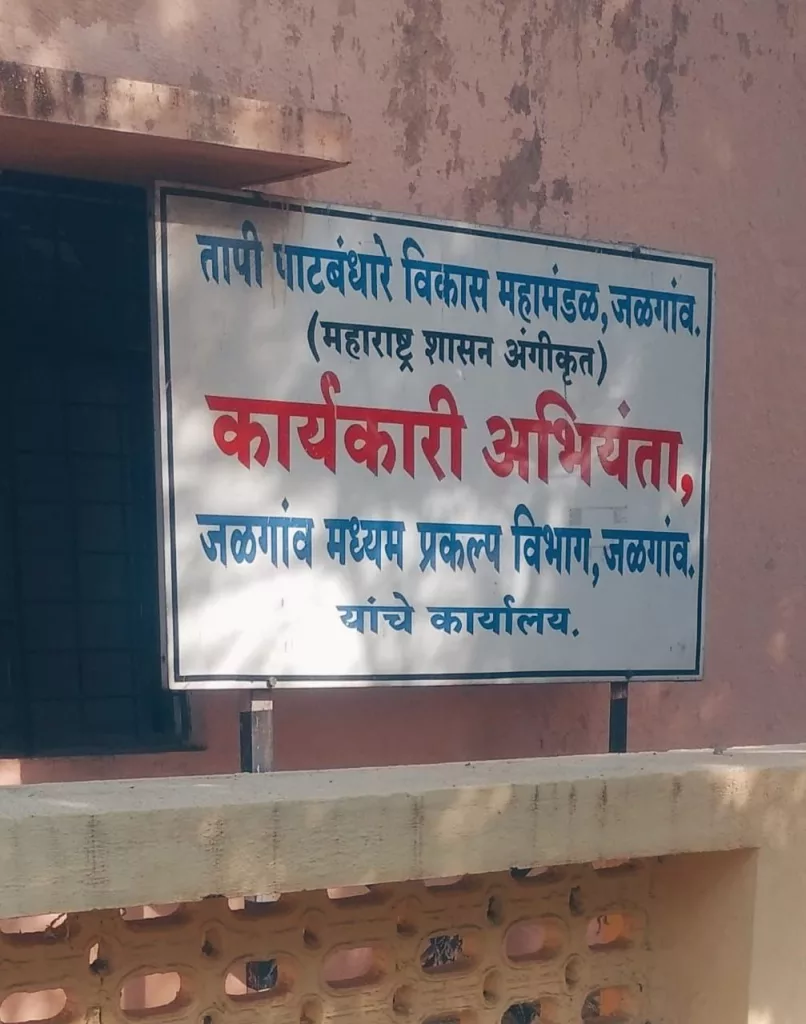 तापी पाटबंधारे विकास महामंडळ,जळगांव.
(महाराष्ट्र शासन अंगीकृत)
कार्यकारी अभियंता,
जळगांव मध्यम प्रकल्प विभाग,जळगांव.
यांचे कार्यालय.